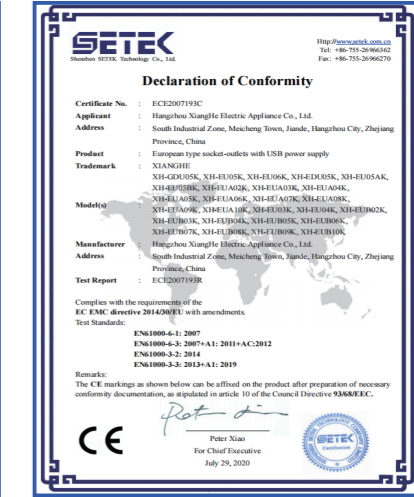 SETEK
Shenzhen SETEK Technology Co., Ltd.
Http://www.setek.com.cn
Tel: +86-755-26966362
Fax: +86-755-26966270
Declaration of Conformity
Certificate No. : ECE2007193C
Applicant : Hangzhou XiangHe Electric Appliance Co., Ltd.
Address : South Industrial Zone, Meicheng Town, Jiande, Hangzhou City, Zhejiang
Province, China
Product : European type socket-outlets with USB power supply
Trademark : XIANGHE
XH-GDU05K, XH-EU05K, XH-EU06K, XH-EDU05K, XH-EU05AK,
XH-EU05BK, XH-EUA02K, XH-EUA03K, XH-EUA04K,
XH-EUA05K, XH-EUA06K, XH-EUA07K, XH-EUA08K,
Model(s) : XH-EUA09K, XH-EUA10K, XH-EU03K, XH-EU04K, XH-EUB02K,
XH-EUB03K, XH-EUB04K, XH-EUB05K, XH-EUB06K,
XH-EUB07K, XH-EUB08K, XH-EUB09K, XH-EUB10K
Manufacturer : Hangzhou XiangHe Electric Appliance Co., Ltd.
Address : South Industrial Zone, Meicheng Town, Jiande, Hangzhou City, Zhejiang
Province, China
Test Report : ECE2007193R
Complies with the requirements of the
EC EMC directive 2014/30/EU with amendments.
Test Standards:
EN61000-6-1: 2007
EN61000-6-3: 2007+A1: 2011+AC:2012
EN61000-3-2: 2014
EN61000-3-3: 2013+A1: 2019
Remarks:
The CE markings as shown below can be affixed on the product after preparation of necessary
conformity documentation, as stipulated in article 10 of the Council Directive 93/68/EEC.
CE
Peter Xiao
For Chief Executive
July 29, 2020
SETEK